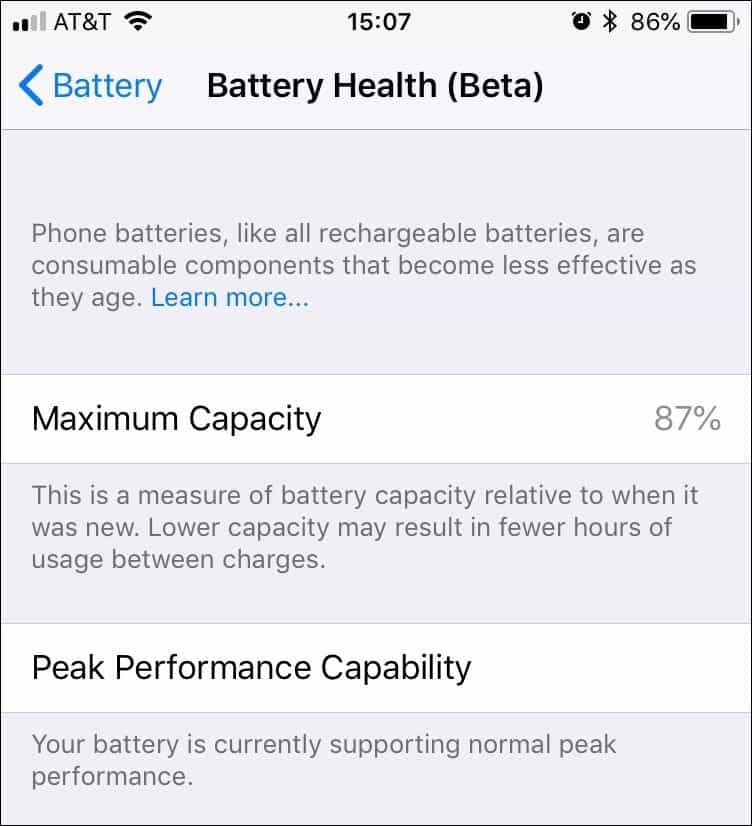 AT&T 15:07 86%
Battery Battery Health (Beta)
Phone batteries, like all rechargeable batteries, are
consumable components that become less effective as
they age. Learn more...
Maximum Capacity 87%
This is a measure of battery capacity relative to when it
was new. Lower capacity may result in fewer hours of
usage between charges.
Peak Performance Capability
Your battery is currently supporting normal peak
performance.